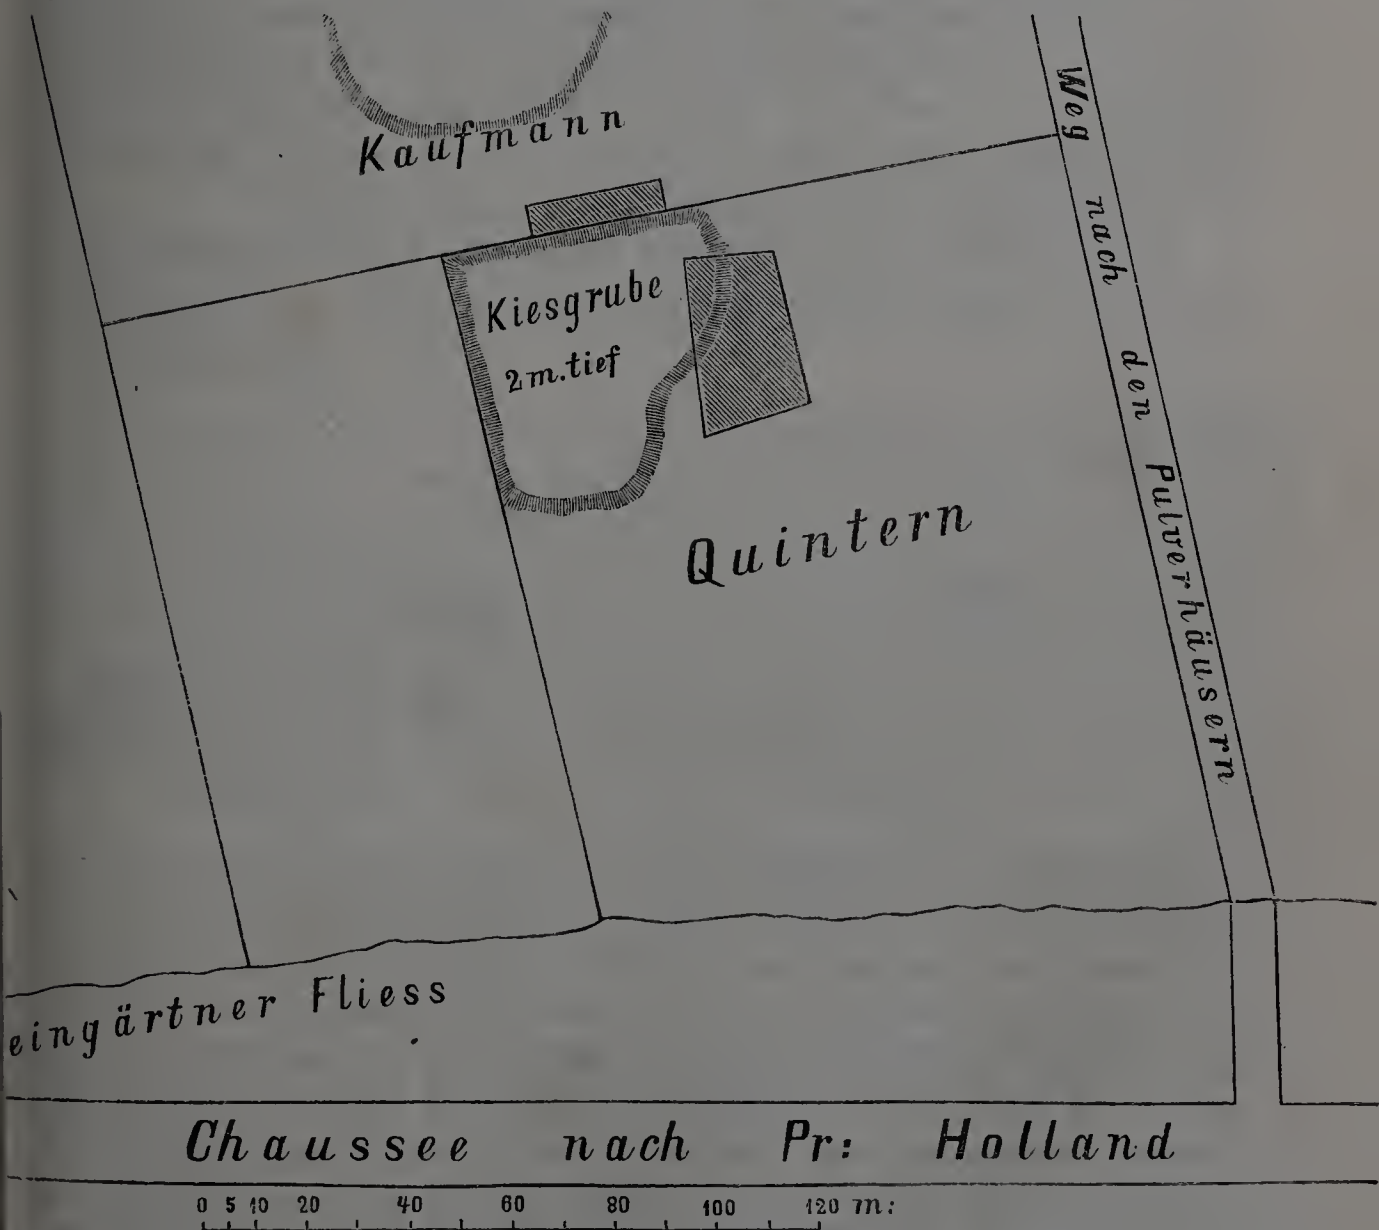 Kaufmann
Weg nach den Pulverhäusern
Kiesgrube
2 m. tief
Quintern
eingärtner Fliess
Chaussee nach Pr: Holland
0 5 10 20 40 60 80 100 120 m: